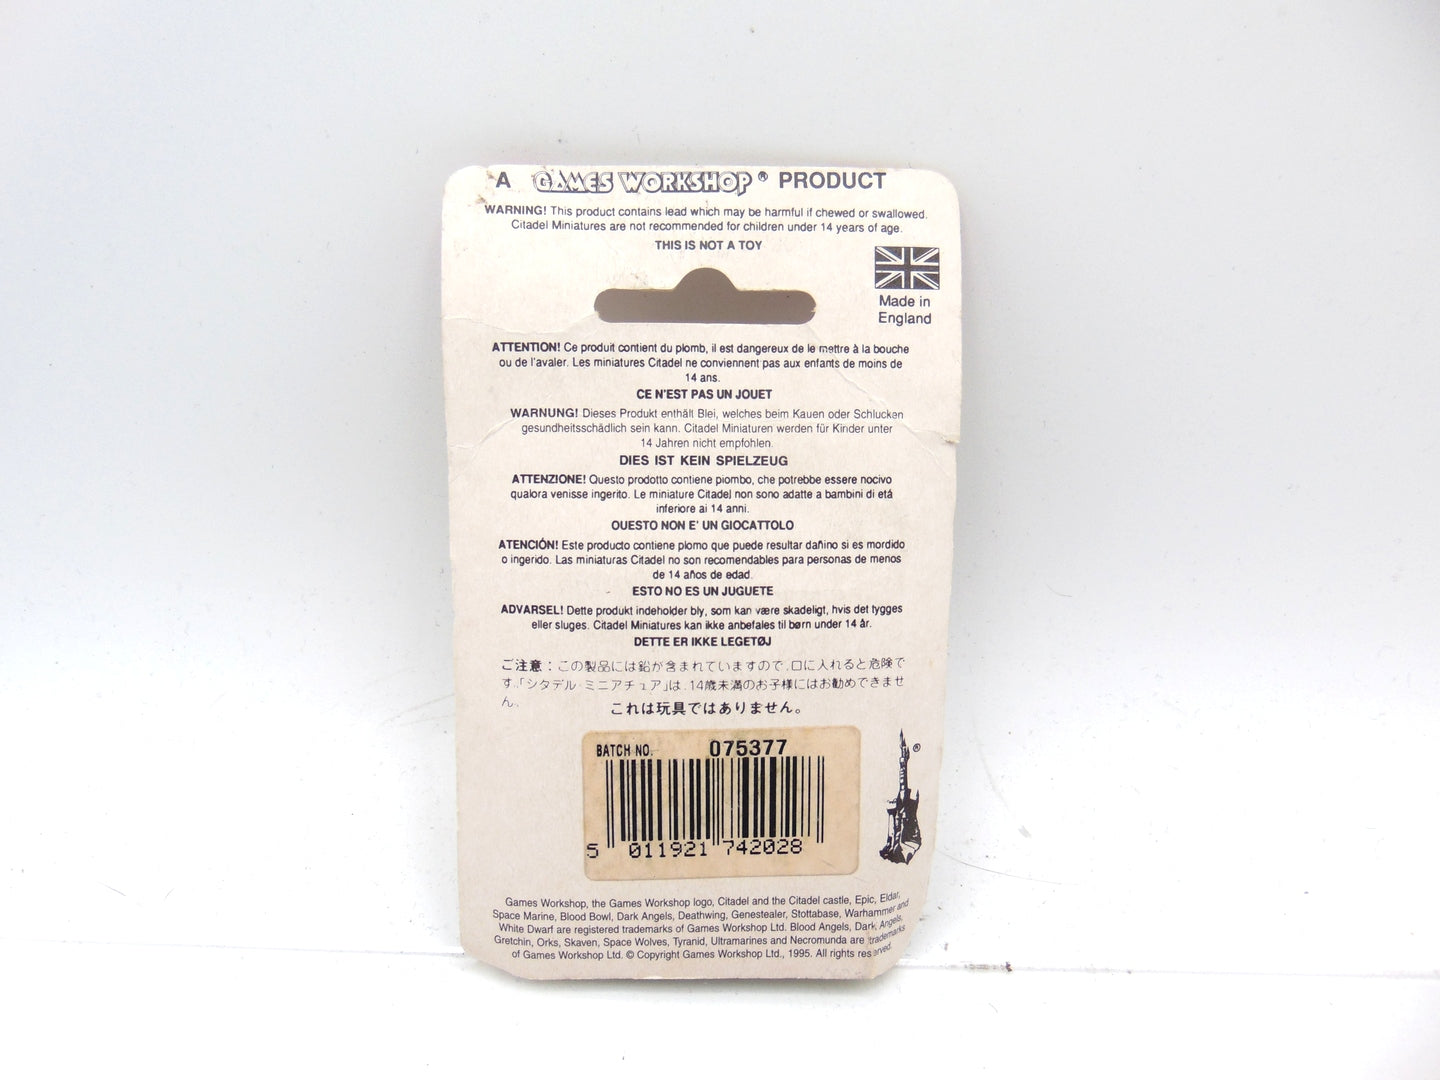 A GAMES WORKSHOP® PRODUCT
WARNING! This product contains lead which may be harmful if chewed or swallowed.
Citadel Miniatures are not recommended for children under 14 years of age.
THIS IS NOT A TOY
Made in
England
ATTENTION! Ce produit contient du plomb, il est dangereux de le mettre à la bouche
ou de l'avaler. Les miniatures Citadel ne conviennent pas aux enfants de moins de
14 ans.
CE N'EST PAS UN JOUET
WARNUNG! Dieses Produkt enthält Blei, welches beim Kauen oder Schlucken
gesundheitsschädlich sein kann. Citadel Miniaturen werden für Kinder unter
14 Jahren nicht empfohlen.
DIES IST KEIN SPIELZEUG
ATTENZIONE! Questo prodotto contiene piombo, che potrebbe essere nocivo
qualora venisse ingerito. Le miniature Citadel non sono adatte a bambini di etá
inferiore ai 14 anni.
QUESTO NON E' UN GIOCATTOLO
ATENCIÓN! Este producto contiene plomo que puede resultar dañino si es mordido
o ingerido. Las miniaturas Citadel no son recomendables para personas de menos
de 14 años de edad.
ESTO NO ES UN JUGUETE
ADVARSEL! Dette produkt indeholder bly, som kan være skadeligt, hvis det tygges
eller sluges. Citadel Miniatures kan ikke anbefales til børn under 14 år.
DETTE ER IKKE LEGETØJ
ご注意：この製品には鉛が含まれていますので、口に入れると危険で
す。「シタデル・ミニアチュア」は、14歳未満のお子様にはお勧めできませ
ん。
これは玩具ではありません。
BATCH NO. 075377
5 011921 742028
®
Games Workshop, the Games Workshop logo, Citadel and the Citadel castle, Epic, Eldar,
Space Marine, Blood Bowl, Dark Angels, Deathwing, Genestealer, Slottabase, Warhammer and
White Dwarf are registered trademarks of Games Workshop Ltd. Blood Angels, Dark Angels,
Gretchin, Orks, Skaven, Space Wolves, Tyranid, Ultramarines and Necromunda are trademarks
of Games Workshop Ltd. © Copyright Games Workshop Ltd., 1995. All rights reserved.